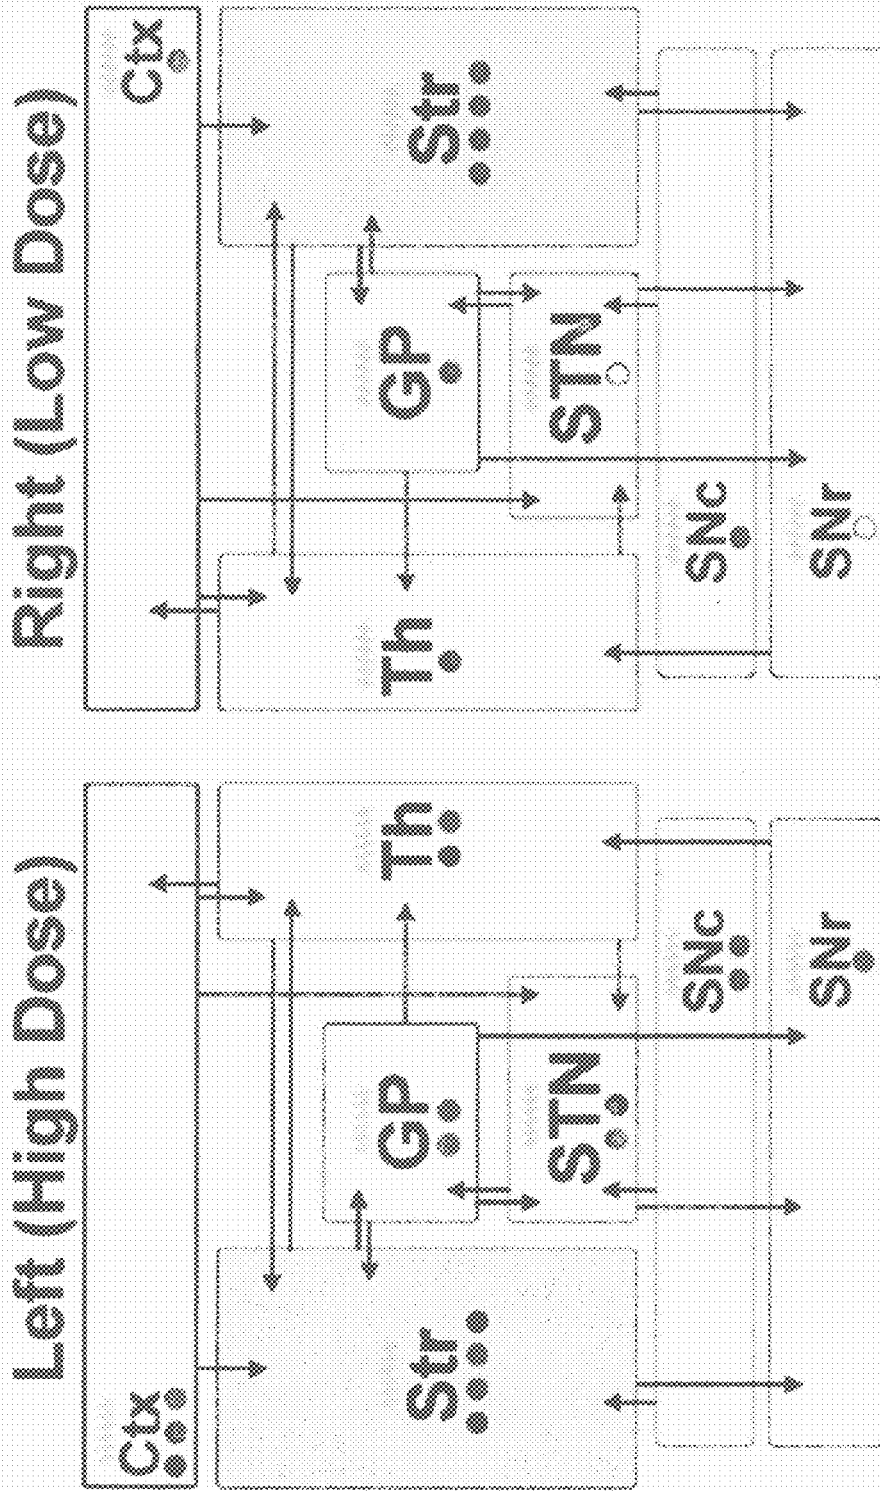 Left (High Dose)
Ctx
Str
GP
Th
STN
SNc
SNr
Right (Low Dose)
Ctx
Th
GP
Str
STN
SNc
SNr